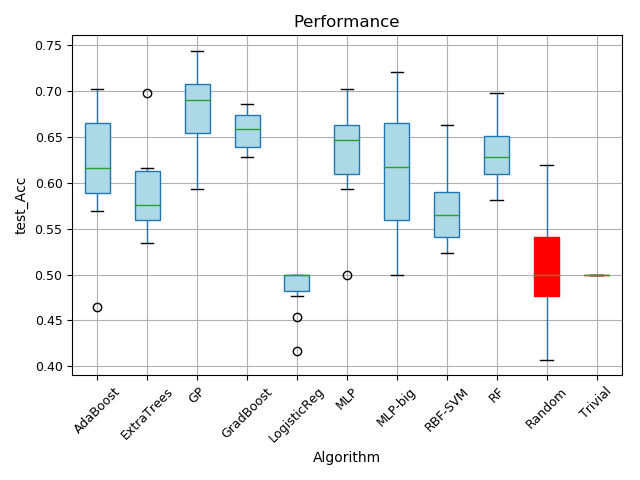 Performance
test_Acc
0.75
0.70
0.65
0.60
0.55
0.50
0.45
0.40
AdaBoost
ExtraTrees
GP
GradBoost
LogisticReg
MLP
MLP-big
RBF-SVM
RF
Random
Trivial
Algorithm